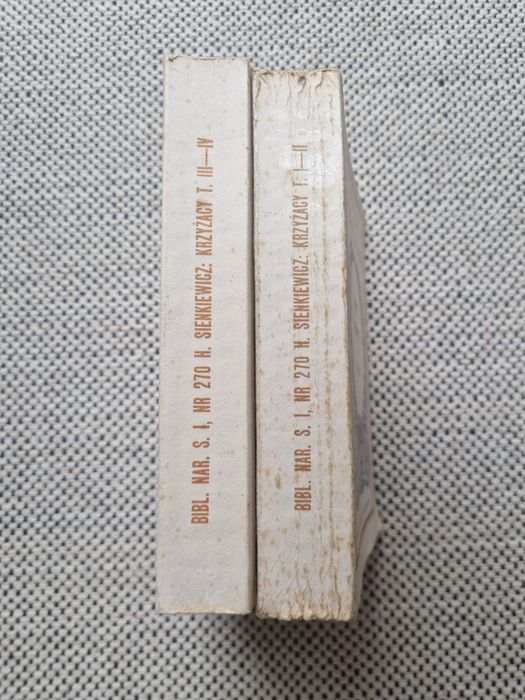 BIBL. NAR. S. I, NR 270 H. SIENKIEWICZ: KRZYŻACY T. III—IV
BIBL. NAR. S. I, NR 270 H. SIENKIEWICZ: KRZYŻACY T. I—II